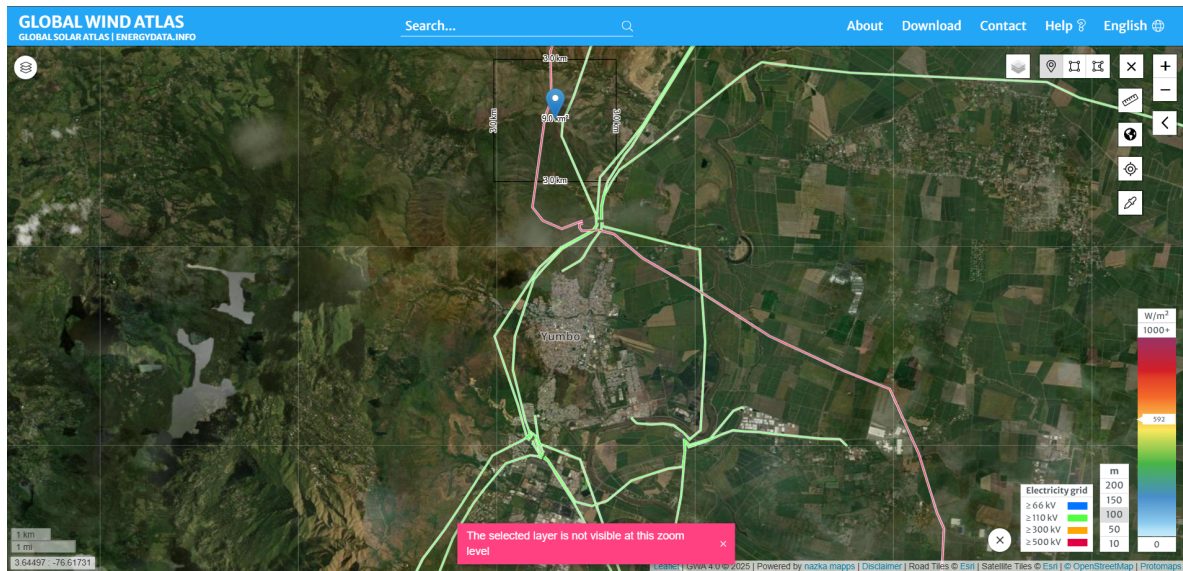 GLOBAL WIND ATLAS
GLOBAL SOLAR ATLAS | ENERGYDATA.INFO
Search...
About
Download
Contact
Help
English
3.0 km
3.0 km
9.0 km²
3.0 km
3.0 km
+
−
Yumbo
W/m²
1000+
592
0
m
200
150
100
50
10
Electricity grid
≥ 66 kV
≥ 110 kV
≥ 300 kV
≥ 500 kV
The selected layer is not visible at this zoom
level
×
1 km
1 mi
3.64497 : -76.61731
Leaflet | GWA 4.0 © 2025 | Powered by nazka mapps | Disclaimer | Road Tiles © Esri | Satellite Tiles © Esri | © OpenStreetMap | Protomaps